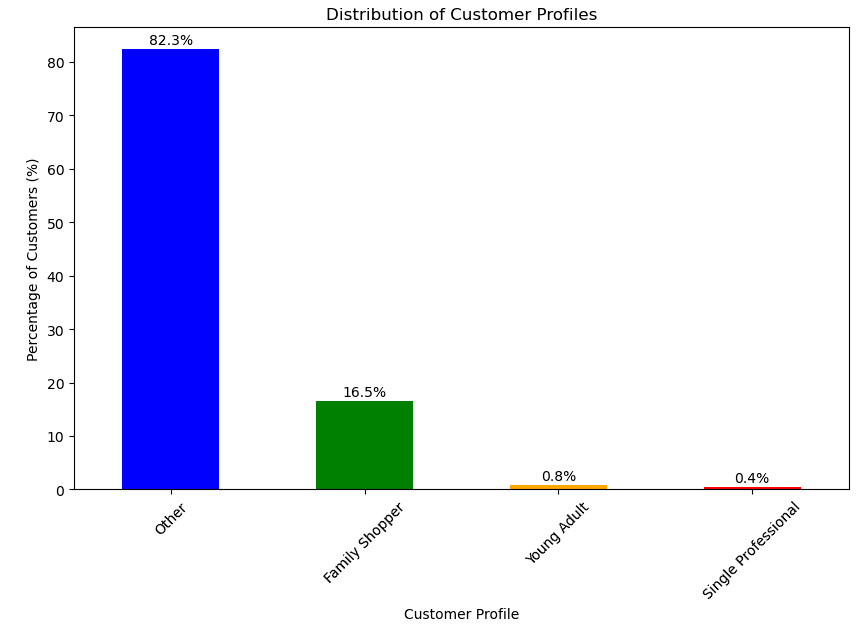 Distribution of Customer Profiles
82.3%
80
70
60
50
40
30
20
10
0
16.5%
0.8%
0.4%
Percentage of Customers (%)
Other
Family Shopper
Young Adult
Single Professional
Customer Profile